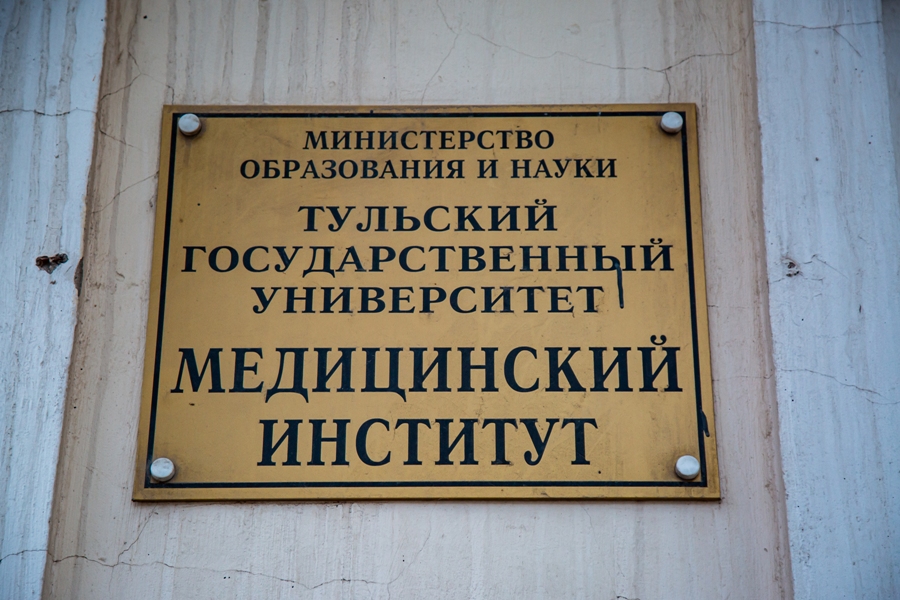 МИНИСТЕРСТВО
ОБРАЗОВАНИЯ И НАУКИ
ТУЛЬСКИЙ
ГОСУДАРСТВЕННЫЙ
УНИВЕРСИТЕТ
МЕДИЦИНСКИЙ
ИНСТИТУТ